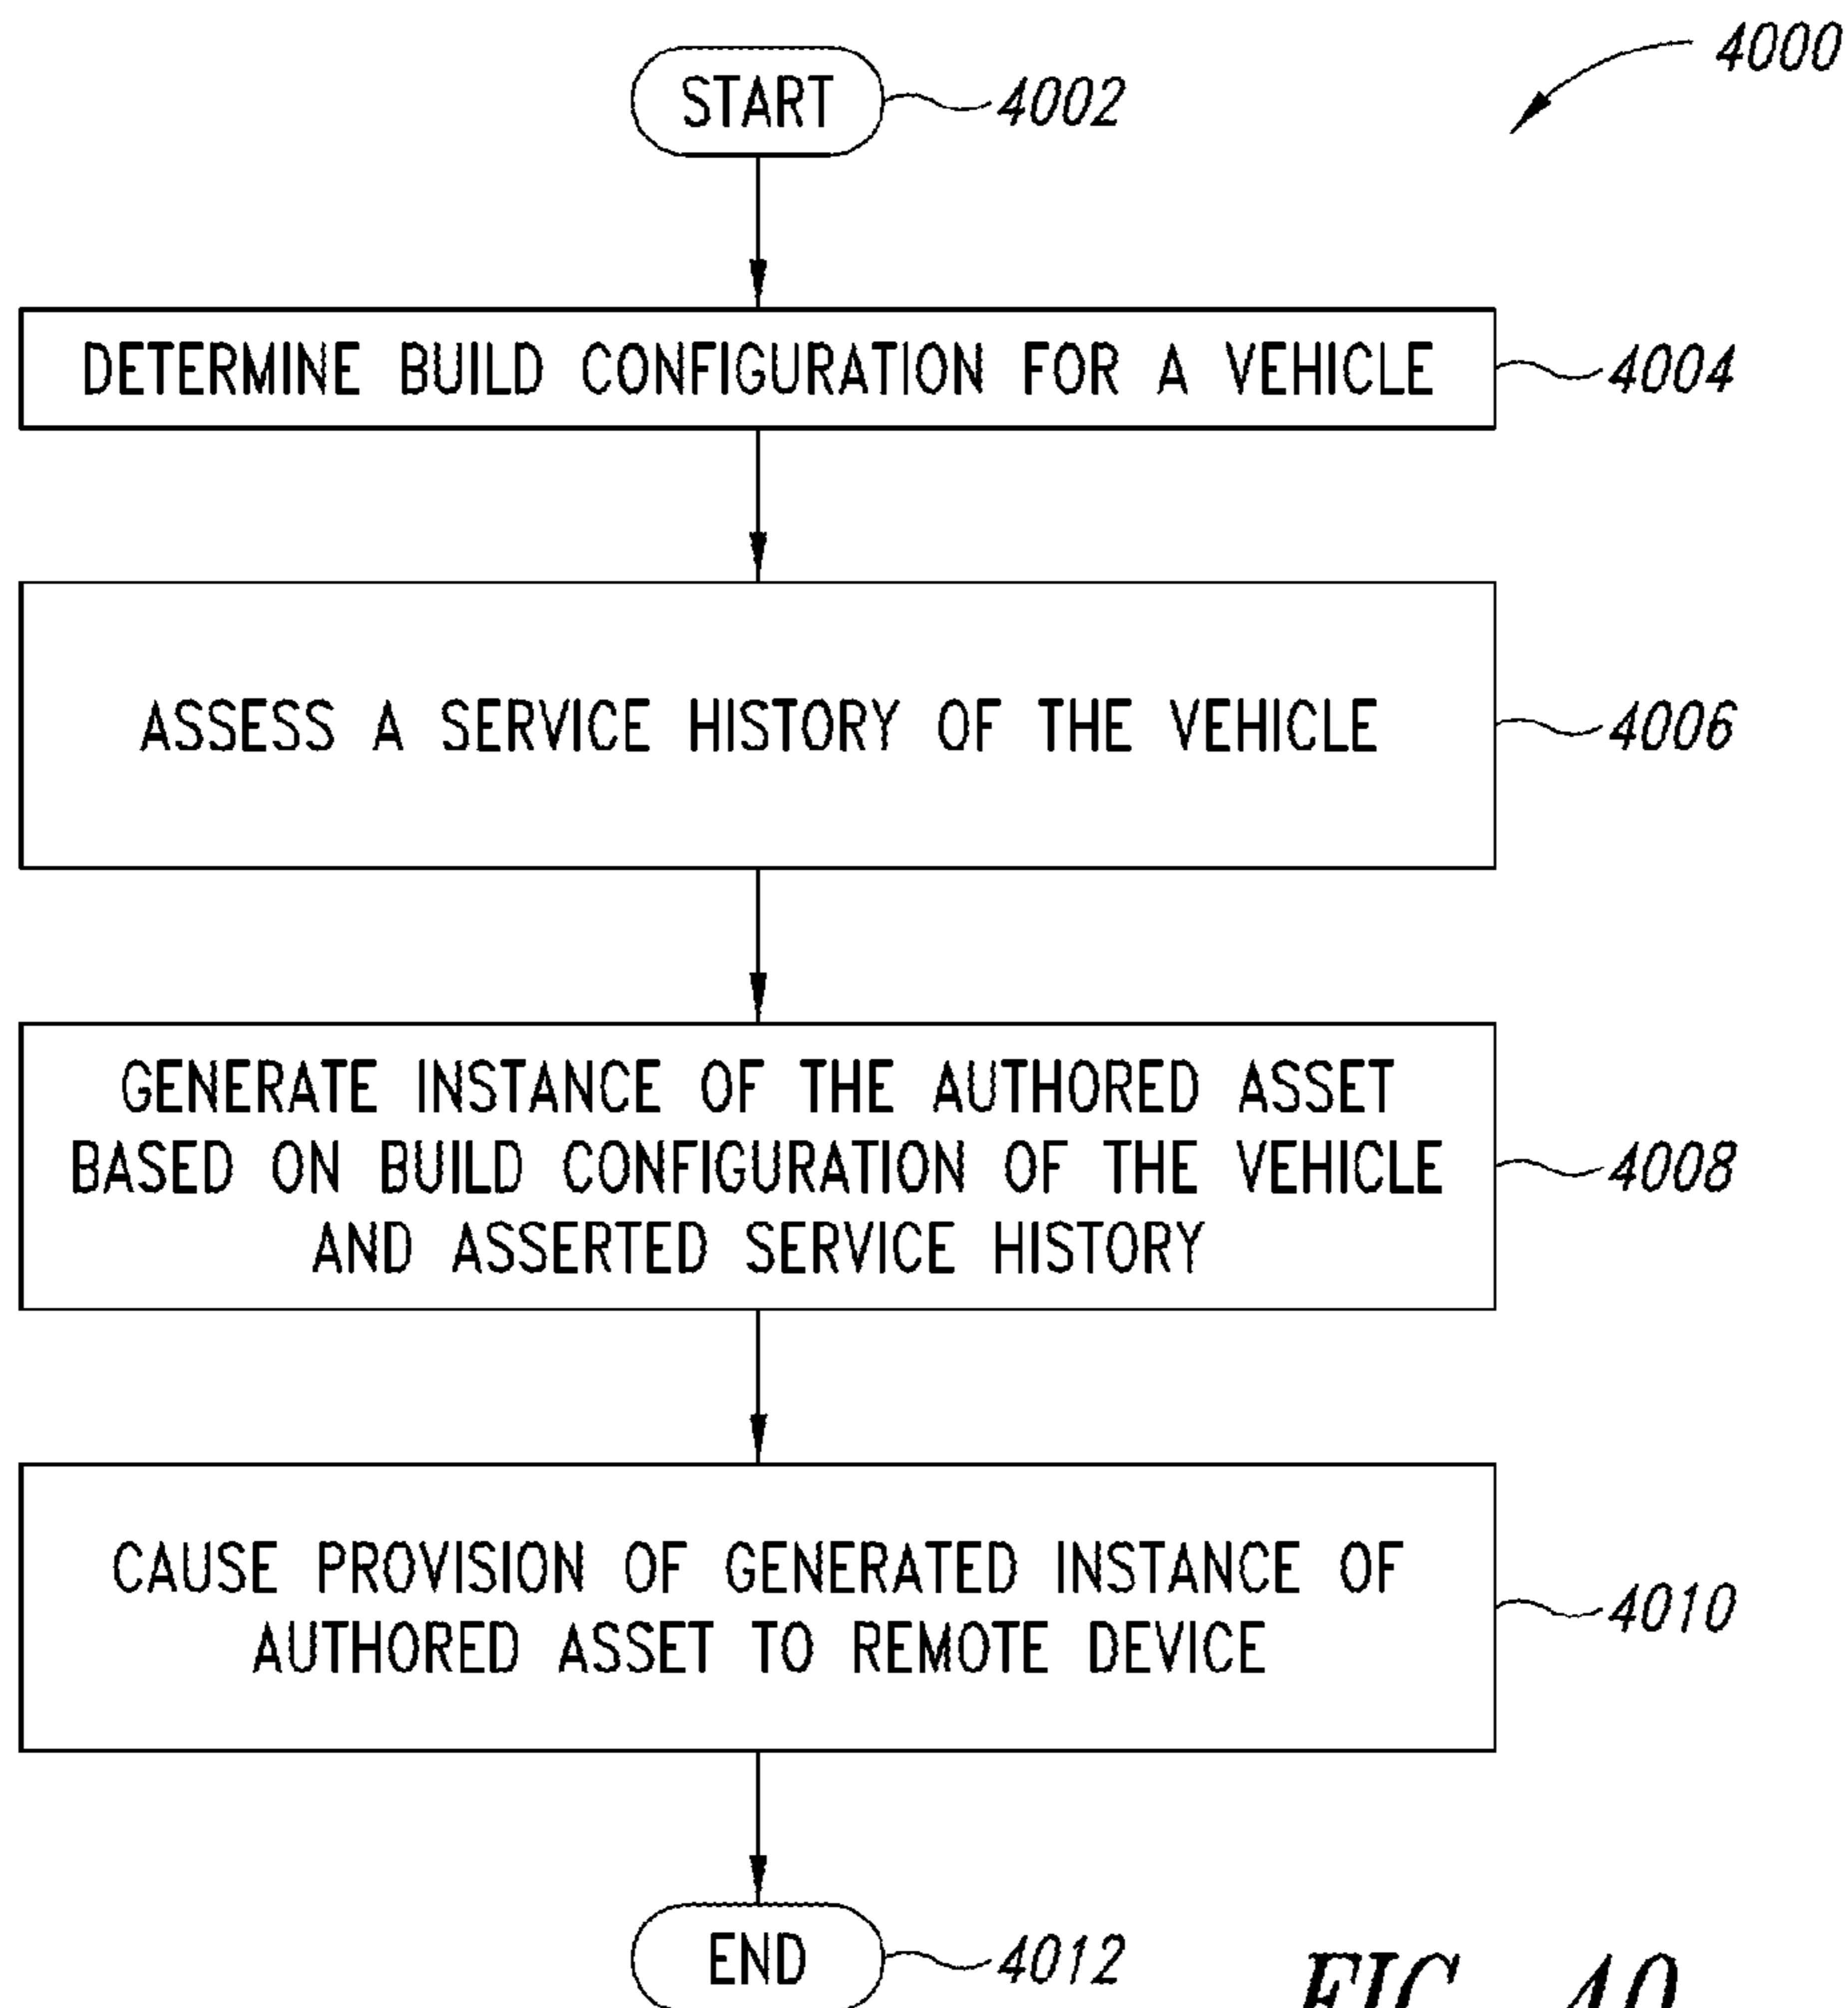 4000
START
4002
DETERMINE BUILD CONFIGURATION FOR A VEHICLE
4004
ASSESS A SERVICE HISTORY OF THE VEHICLE
4006
GENERATE INSTANCE OF THE AUTHORED ASSET
BASED ON BUILD CONFIGURATION OF THE VEHICLE
AND ASSERTED SERVICE HISTORY
4008
CAUSE PROVISION OF GENERATED INSTANCE OF
AUTHORED ASSET TO REMOTE DEVICE
4010
END
4012
FIG. 40